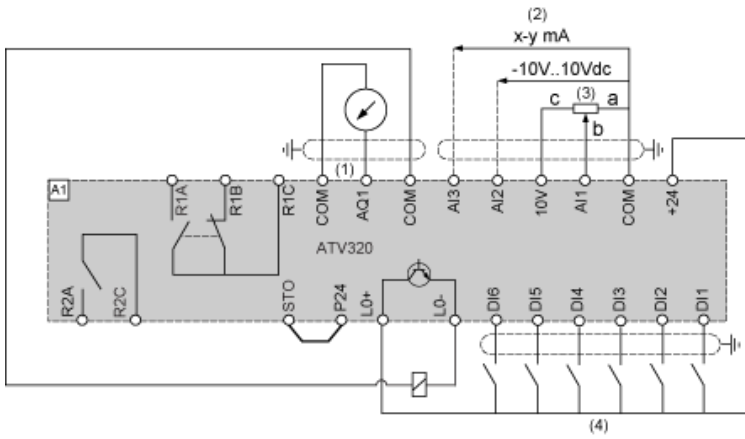 (2)
x-y mA
-10V..10Vdc
c (3) a
b
(1)
A1
R1A R1B R1C COM AQ1 COM AI3 AI2 10V AI1 COM +24
ATV320
R2A R2C STO P24 L0+ L0- DI6 DI5 DI4 DI3 DI2 DI1
(4)